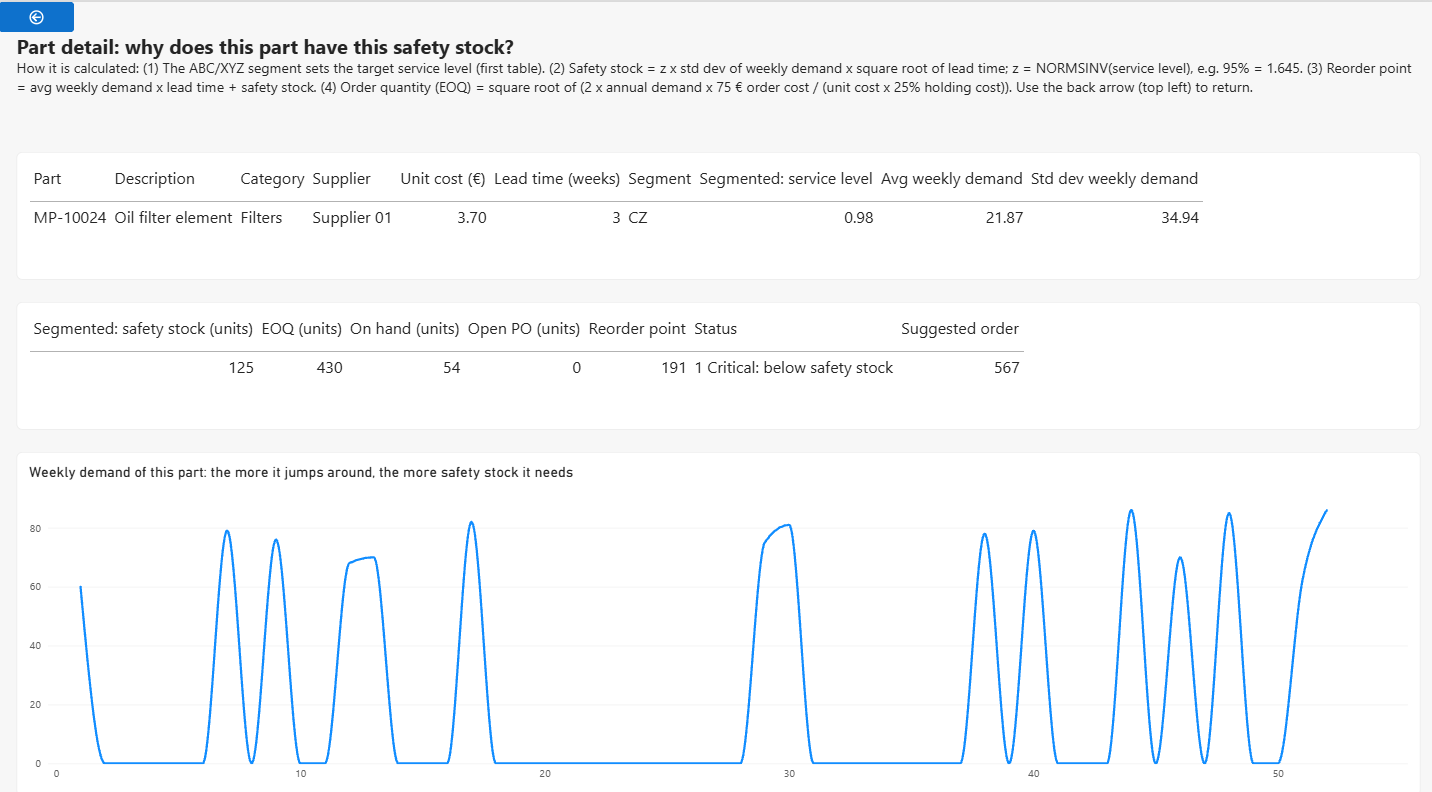 Part detail: why does this part have this safety stock?
How it is calculated: (1) The ABC/XYZ segment sets the target service level (first table). (2) Safety stock = z x std dev of weekly demand x square root of lead time; z = NORMSINV(service level), e.g. 95% = 1.645. (3) Reorder point
= avg weekly demand x lead time + safety stock. (4) Order quantity (EOQ) = square root of (2 x annual demand x 75 € order cost / (unit cost x 25% holding cost)). Use the back arrow (top left) to return.
Part Description Category Supplier Unit cost (€) Lead time (weeks) Segment Segmented: service level Avg weekly demand Std dev weekly demand
MP-10024 Oil filter element Filters Supplier 01 3.70 3 CZ 0.98 21.87 34.94
Segmented: safety stock (units) EOQ (units) On hand (units) Open PO (units) Reorder point Status Suggested order
125 430 54 0 191 1 Critical: below safety stock 567
Weekly demand of this part: the more it jumps around, the more safety stock it needs
80
60
40
20
0
0 10 20 30 40 50